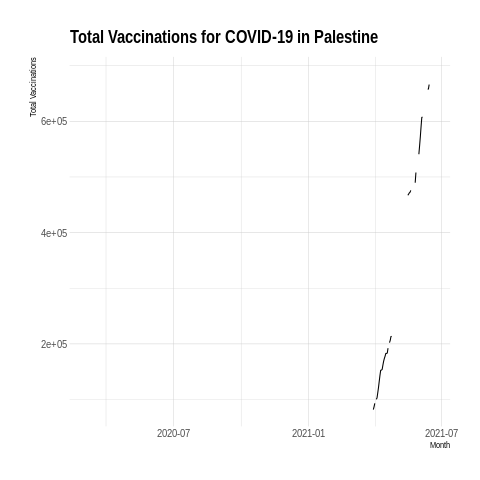 Total Vaccinations for COVID-19 in Palestine
Total Vaccinations
6e+05
4e+05
2e+05
2020-07
2021-01
2021-07
Month